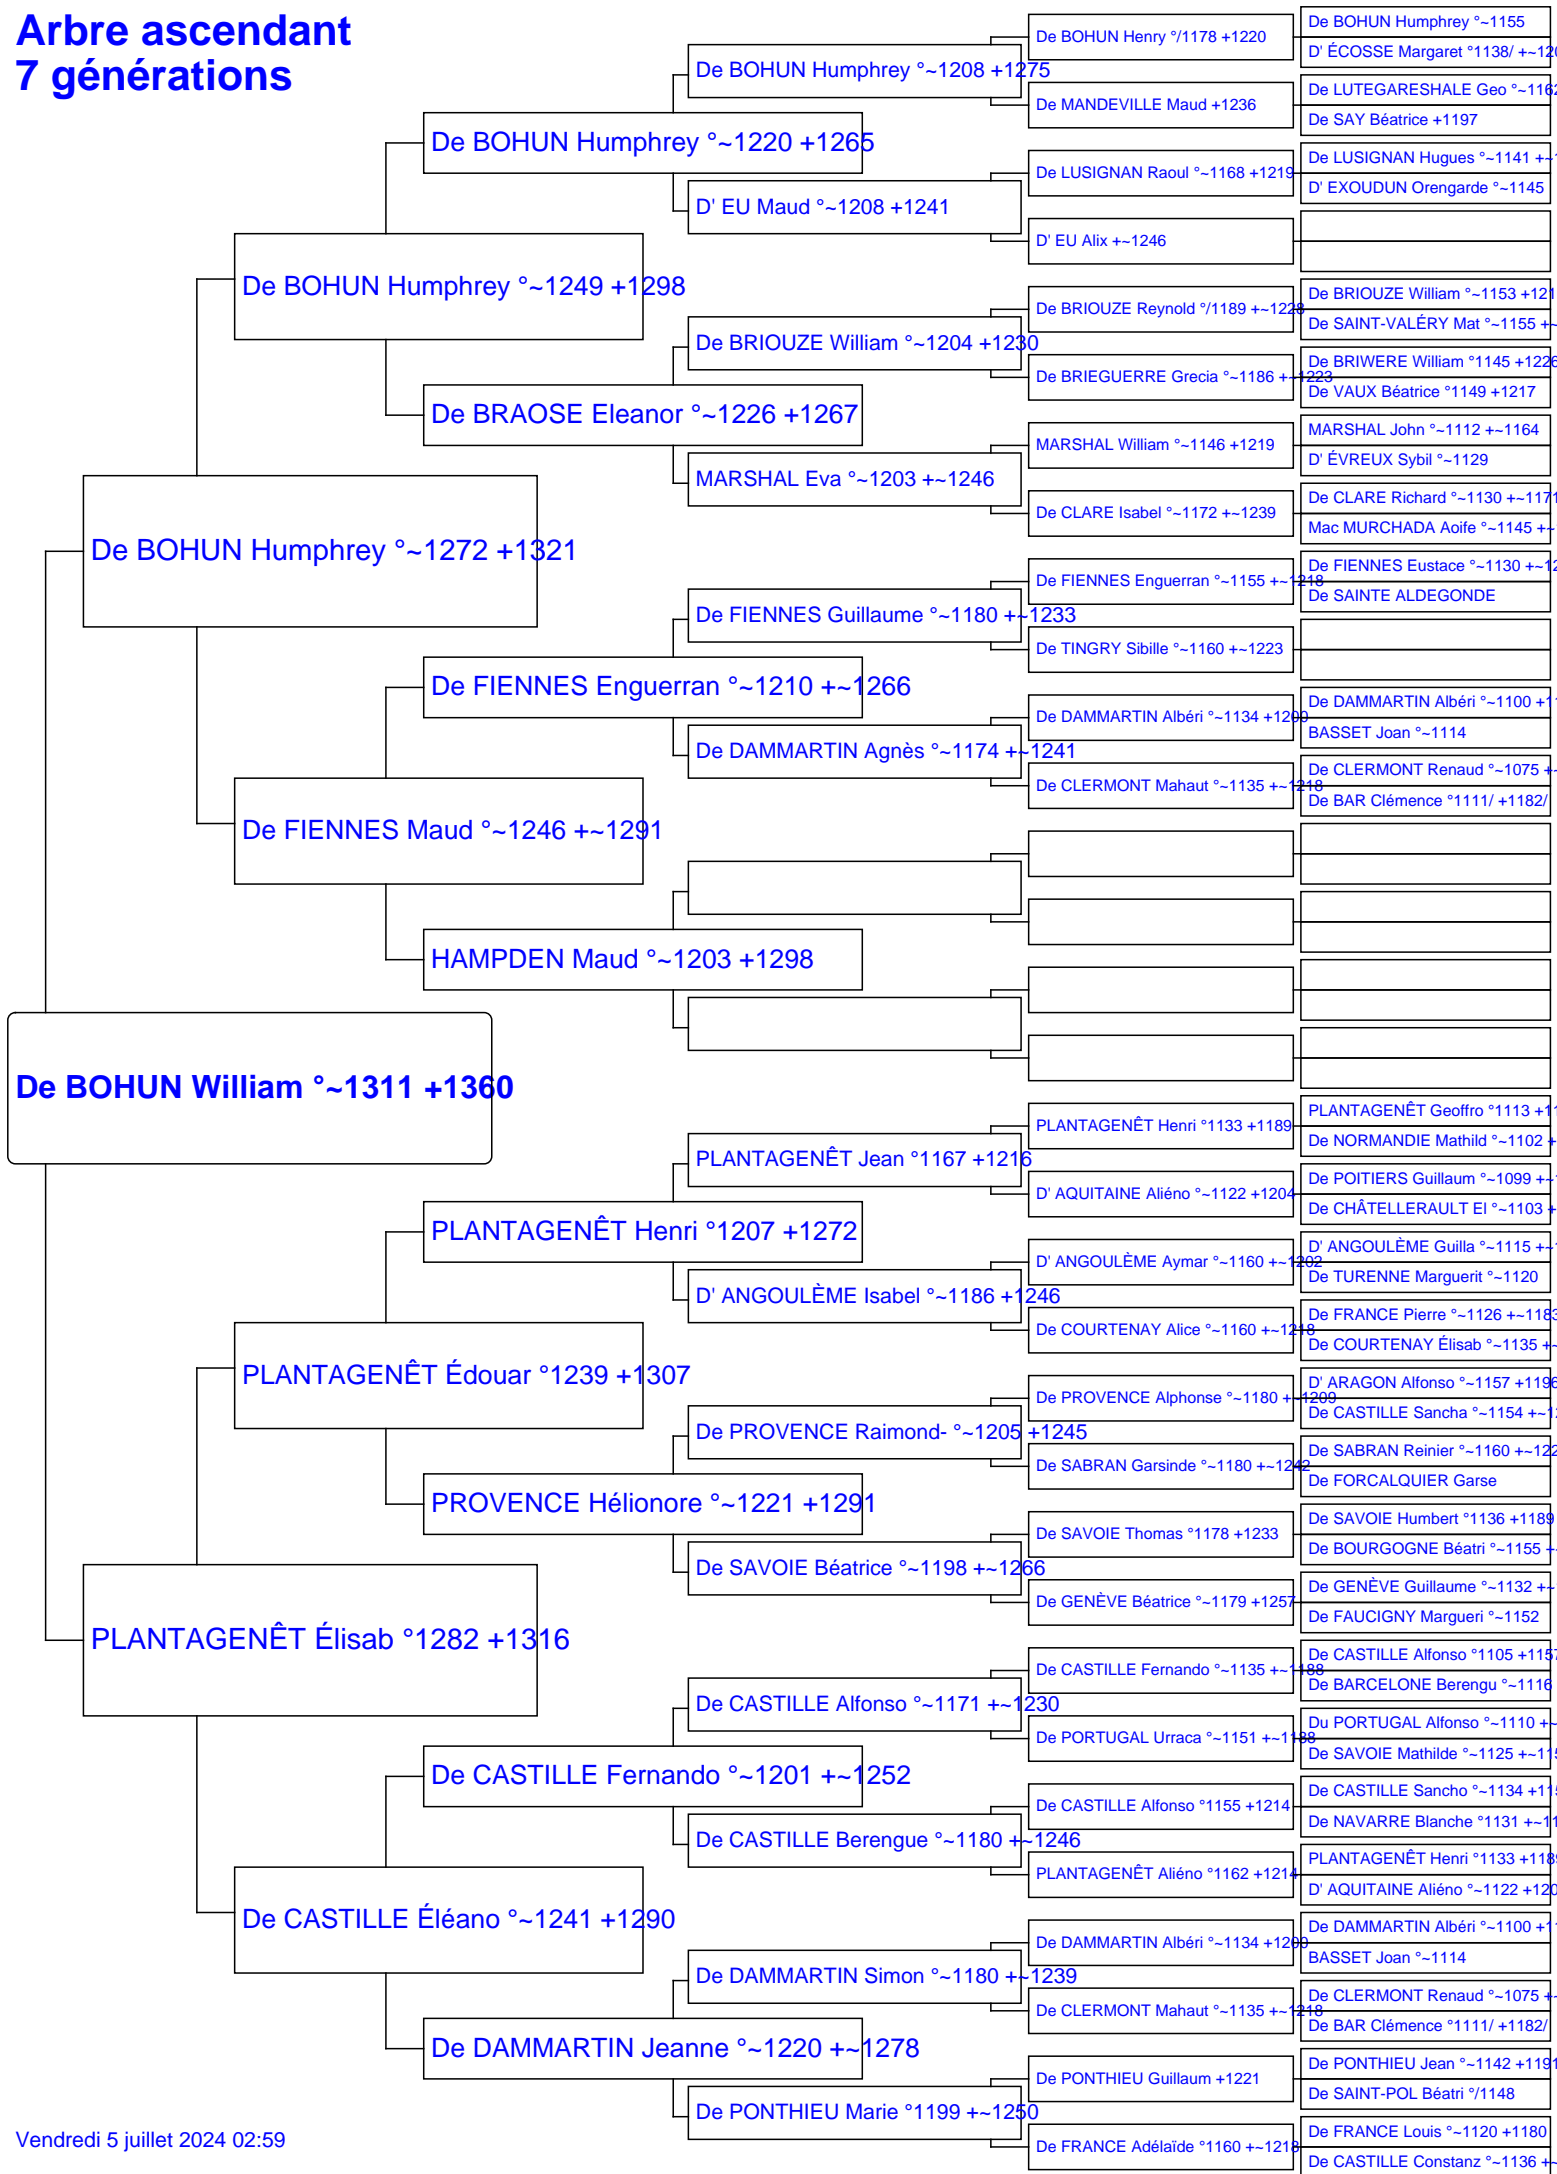 Arbre ascendant
7 générations
De BOHUN Humphrey °~1155
De BOHUN Henry °/1178 +1220
D' ÉCOSSE Margaret °1138/ +~120
De BOHUN Humphrey °~1208 +1275
De LUTEGARESHALE Geo °~1162
De MANDEVILLE Maud +1236
De SAY Béatrice +1197
De BOHUN Humphrey °~1220 +1265
De LUSIGNAN Hugues °~1141 +~1
De LUSIGNAN Raoul °~1168 +1219
D' EXOUDUN Orengarde °~1145
D' EU Maud °~1208 +1241
D' EU Alix +~1246
De BOHUN Humphrey °~1249 +1298
De BRIOUZE William °~1153 +121
De BRIOUZE Reynold °/1189 +~1228
De SAINT-VALÉRY Mat °~1155 +~
De BRIOUZE William °~1204 +1230
De BRIWERE William °1145 +1226
De BRIEGUERRE Grecia °~1186 +~1223
De VAUX Béatrice °1149 +1217
De BRAOSE Eleanor °~1226 +1267
MARSHAL John °~1112 +~1164
MARSHAL William °~1146 +1219
D' ÉVREUX Sybil °~1129
MARSHAL Eva °~1203 +~1246
De CLARE Richard °~1130 +~1171
De CLARE Isabel °~1172 +~1239
Mac MURCHADA Aoife °~1145 +~
De BOHUN Humphrey °~1272 +1321
De FIENNES Eustace °~1130 +~12
De FIENNES Enguerran °~1155 +~1218
De SAINTE ALDEGONDE
De FIENNES Guillaume °~1180 +~1233
De TINGRY Sibille °~1160 +~1223
De FIENNES Enguerran °~1210 +~1266
De DAMMARTIN Albéri °~1100 +11
De DAMMARTIN Albéri °~1134 +1200
BASSET Joan °~1114
De DAMMARTIN Agnès °~1174 +~1241
De CLERMONT Renaud °~1075 +~
De CLERMONT Mahaut °~1135 +~1218
De BAR Clémence °1111/ +1182/
De FIENNES Maud °~1246 +~1291
HAMPDEN Maud °~1203 +1298
De BOHUN William °~1311 +1360
PLANTAGENÊT Geoffro °1113 +11
PLANTAGENÊT Henri °1133 +1189
De NORMANDIE Mathild °~1102 +
PLANTAGENÊT Jean °1167 +1216
De POITIERS Guillaum °~1099 +~
D' AQUITAINE Aliéno °~1122 +1204
De CHÂTELLERAULT El °~1103 +
PLANTAGENÊT Henri °1207 +1272
D' ANGOULÈME Guilla °~1115 +~1
D' ANGOULÈME Aymar °~1160 +~1202
De TURENNE Marguerit °~1120
D' ANGOULÈME Isabel °~1186 +1246
De FRANCE Pierre °~1126 +~1183
De COURTENAY Alice °~1160 +~1218
De COURTENAY Élisab °~1135 +~
PLANTAGENÊT Édouar °1239 +1307
D' ARAGON Alfonso °~1157 +1196
De PROVENCE Alphonse °~1180 +~1209
De CASTILLE Sancha °~1154 +~12
De PROVENCE Raimond- °~1205 +1245
De SABRAN Reinier °~1160 +~122
De SABRAN Garsinde °~1180 +~1242
De FORCALQUIER Garse
PROVENCE Hélionore °~1221 +1291
De SAVOIE Humbert °1136 +1189
De SAVOIE Thomas °1178 +1233
De BOURGOGNE Béatri °~1155 +~
De SAVOIE Béatrice °~1198 +~1266
De GENÈVE Guillaume °~1132 +~
De GENÈVE Béatrice °~1179 +1257
De FAUCIGNY Margueri °~1152
PLANTAGENÊT Élisab °1282 +1316
De CASTILLE Alfonso °1105 +1157
De CASTILLE Fernando °~1135 +~1188
De BARCELONE Berengu °~1116
De CASTILLE Alfonso °~1171 +~1230
Du PORTUGAL Alfonso °~1110 +~
De PORTUGAL Urraca °~1151 +~1188
De SAVOIE Mathilde °~1125 +~115
De CASTILLE Fernando °~1201 +~1252
De CASTILLE Sancho °~1134 +115
De CASTILLE Alfonso °1155 +1214
De NAVARRE Blanche °1131 +~11
De CASTILLE Berengue °~1180 +~1246
PLANTAGENÊT Henri °1133 +1189
PLANTAGENÊT Aliéno °1162 +1214
D' AQUITAINE Aliéno °~1122 +120
De CASTILLE Éléano °~1241 +1290
De DAMMARTIN Albéri °~1100 +11
De DAMMARTIN Albéri °~1134 +1200
BASSET Joan °~1114
De DAMMARTIN Simon °~1180 +~1239
De CLERMONT Renaud °~1075 +~
De CLERMONT Mahaut °~1135 +~1218
De BAR Clémence °1111/ +1182/
De DAMMARTIN Jeanne °~1220 +~1278
De PONTHIEU Jean °~1142 +1191
De PONTHIEU Guillaum +1221
De SAINT-POL Béatri °/1148
De PONTHIEU Marie °1199 +~1250
De FRANCE Louis °~1120 +1180
De FRANCE Adélaïde °1160 +~1218
De CASTILLE Constanz °~1136 +~
Vendredi 5 juillet 2024 02:59